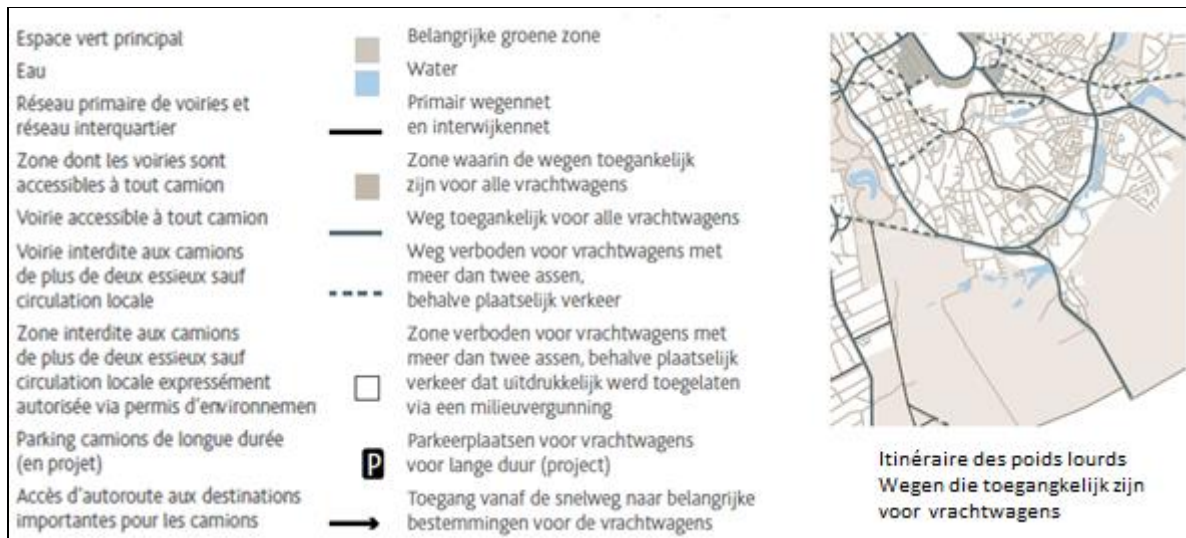 Espace vert principal
Belangrijke groene zone
Eau
Water
Réseau primaire de voiries et
réseau interquartier
Primair wegennet
en interwijkennet
Zone dont les voiries sont
accessibles à tout camion
Zone waarin de wegen toegankelijk
zijn voor alle vrachtwagens
Voirie accessible à tout camion
Weg toegankelijk voor alle vrachtwagens
Voirie interdite aux camions
de plus de deux essieux sauf
circulation locale
Weg verboden voor vrachtwagens met
meer dan twee assen,
behalve plaatselijk verkeer
Zone interdite aux camions
de plus de deux essieux sauf
circulation locale expressément
autorisée via permis d'environnemen
Zone verboden voor vrachtwagens met
meer dan twee assen, behalve plaatselijk
verkeer dat uitdrukkelijk werd toegelaten
via een milieuvergunning
Parking camions de longue durée
(en projet)
P
Parkeerplaatsen voor vrachtwagens
voor lange duur (project)
Accès d'autoroute aux destinations
importantes pour les camions
Toegang vanaf de snelweg naar belangrijke
bestemmingen voor de vrachtwagens
Itinéraire des poids lourds
Wegen die toegangkelijk zijn
voor vrachtwagens